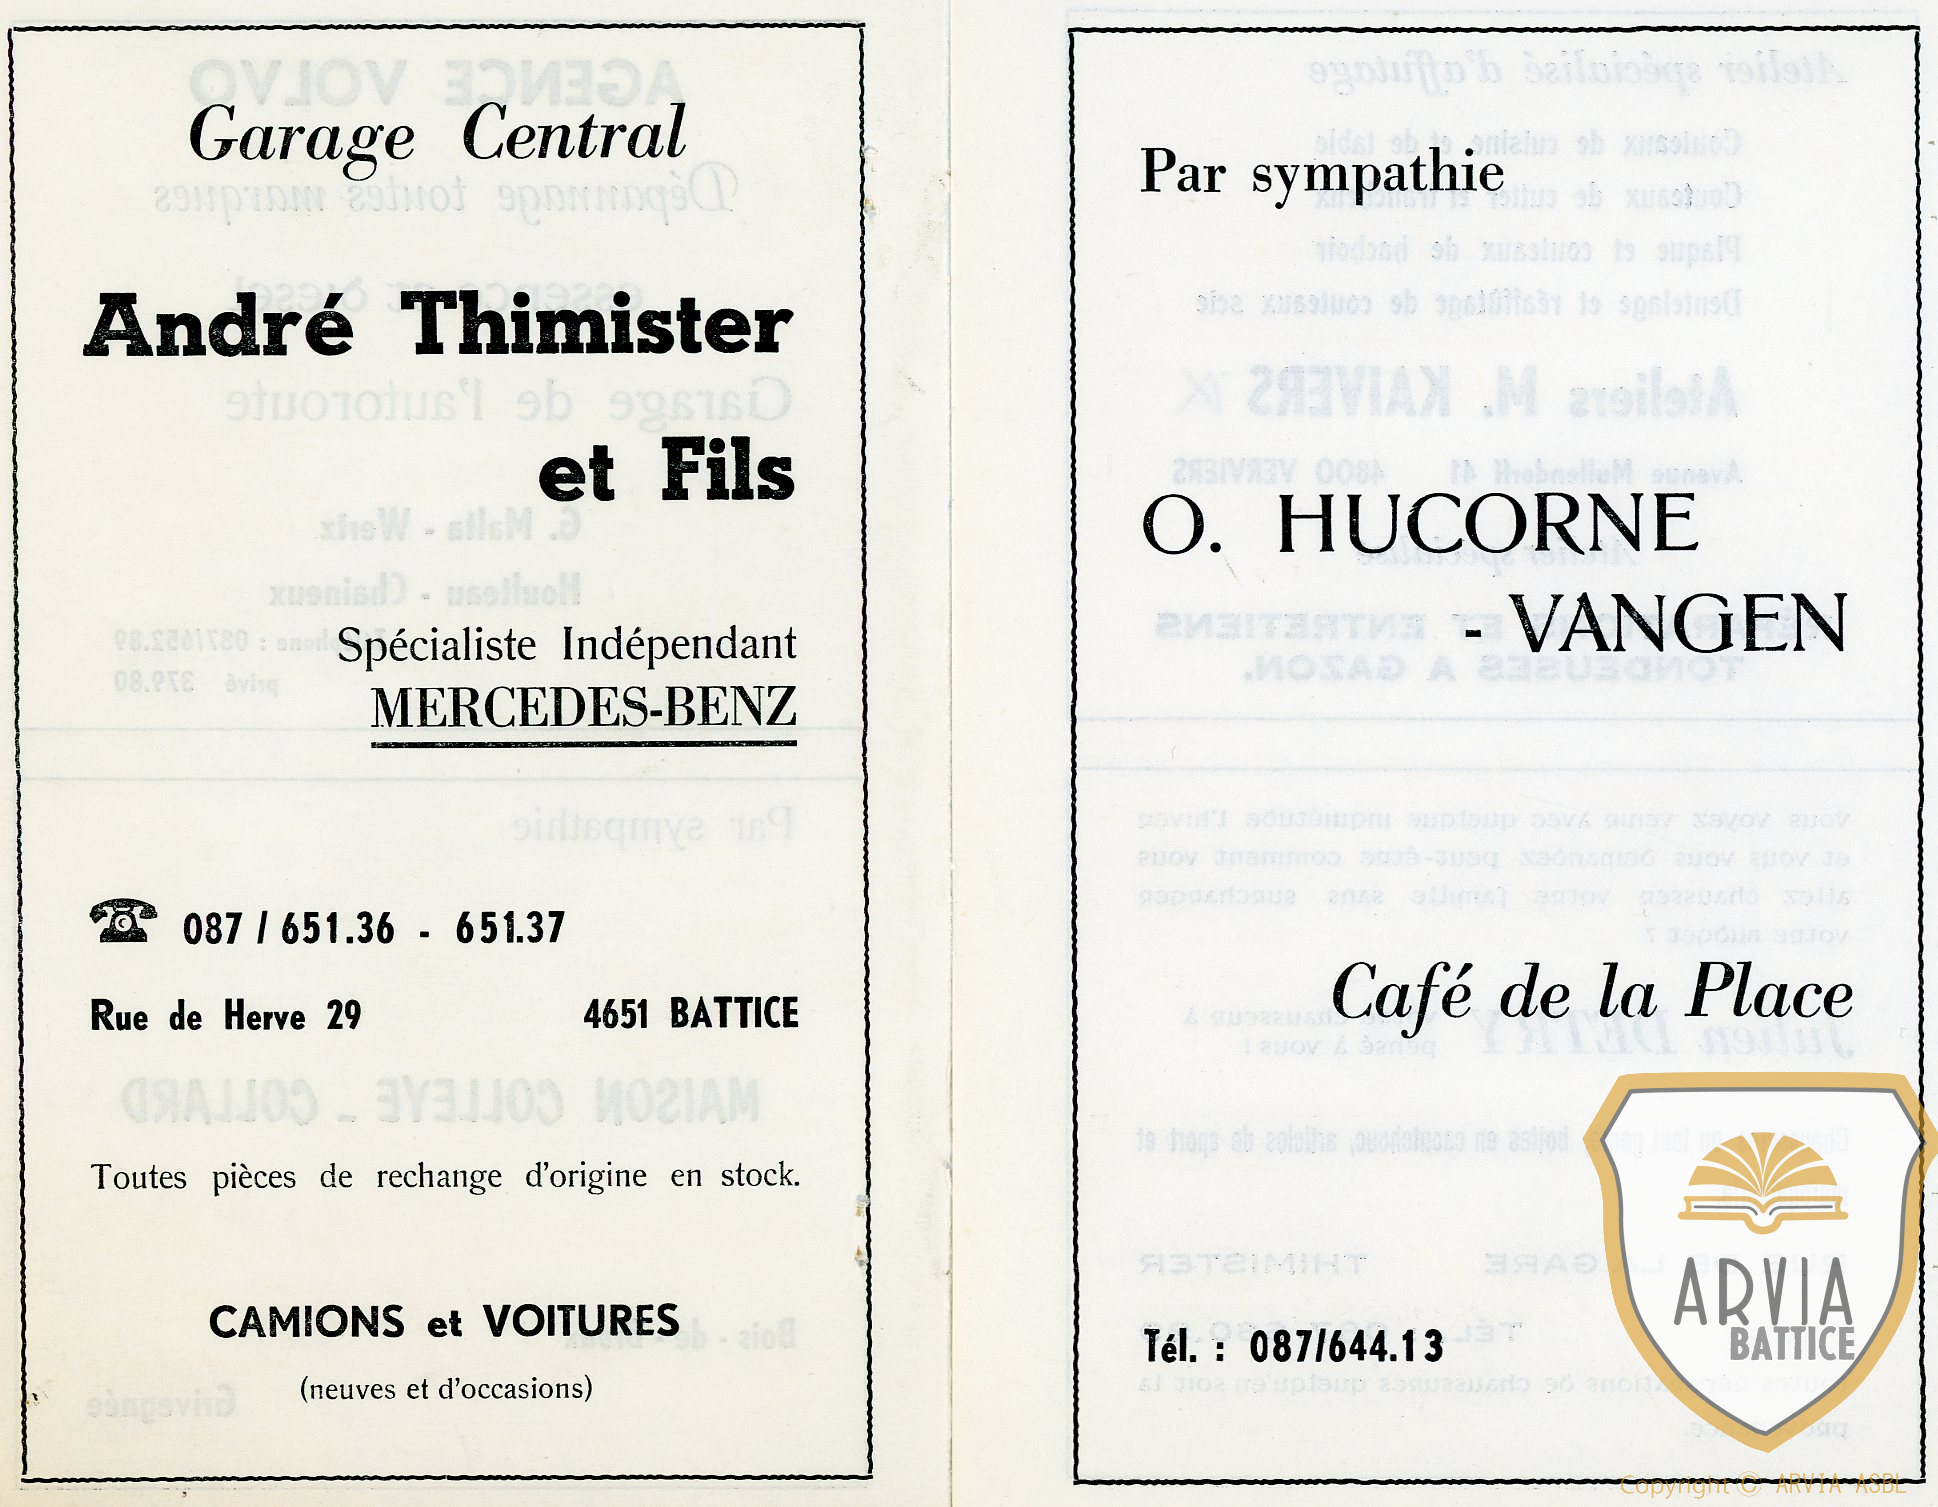 Garage Central
André Thimister
et Fils
Spécialiste Indépendant
MERCEDES-BENZ
087 / 651.36 - 651.37
Rue de Herve 29 4651 BATTICE
Toutes pièces de rechange d'origine en stock.
CAMIONS et VOITURES
(neuves et d'occasions)
Par sympathie
O. HUCORNE
- VANGEN
Café de la Place
Tél. : 087/644.13
ARVIA
BATTICE
Copyright © ARVIA ASBL